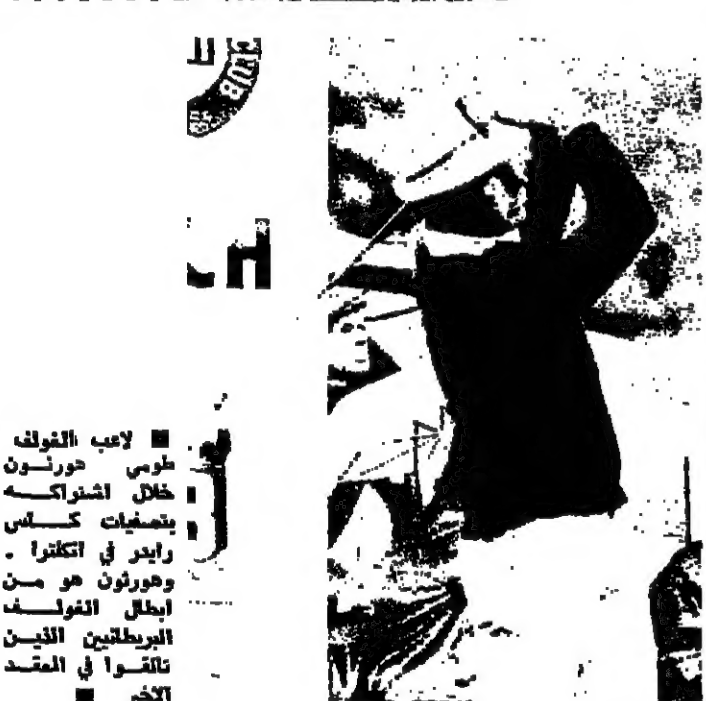 CLUB
H
■ لاعب الغولف
طومي هورتون
خلال اشتراكه
بتصفيات كاس
رايدر في انكلترا .
وهورتون هو من
ابطال الغولف
البريطانيين الذين
تالقوا في العقد
الاخير ■